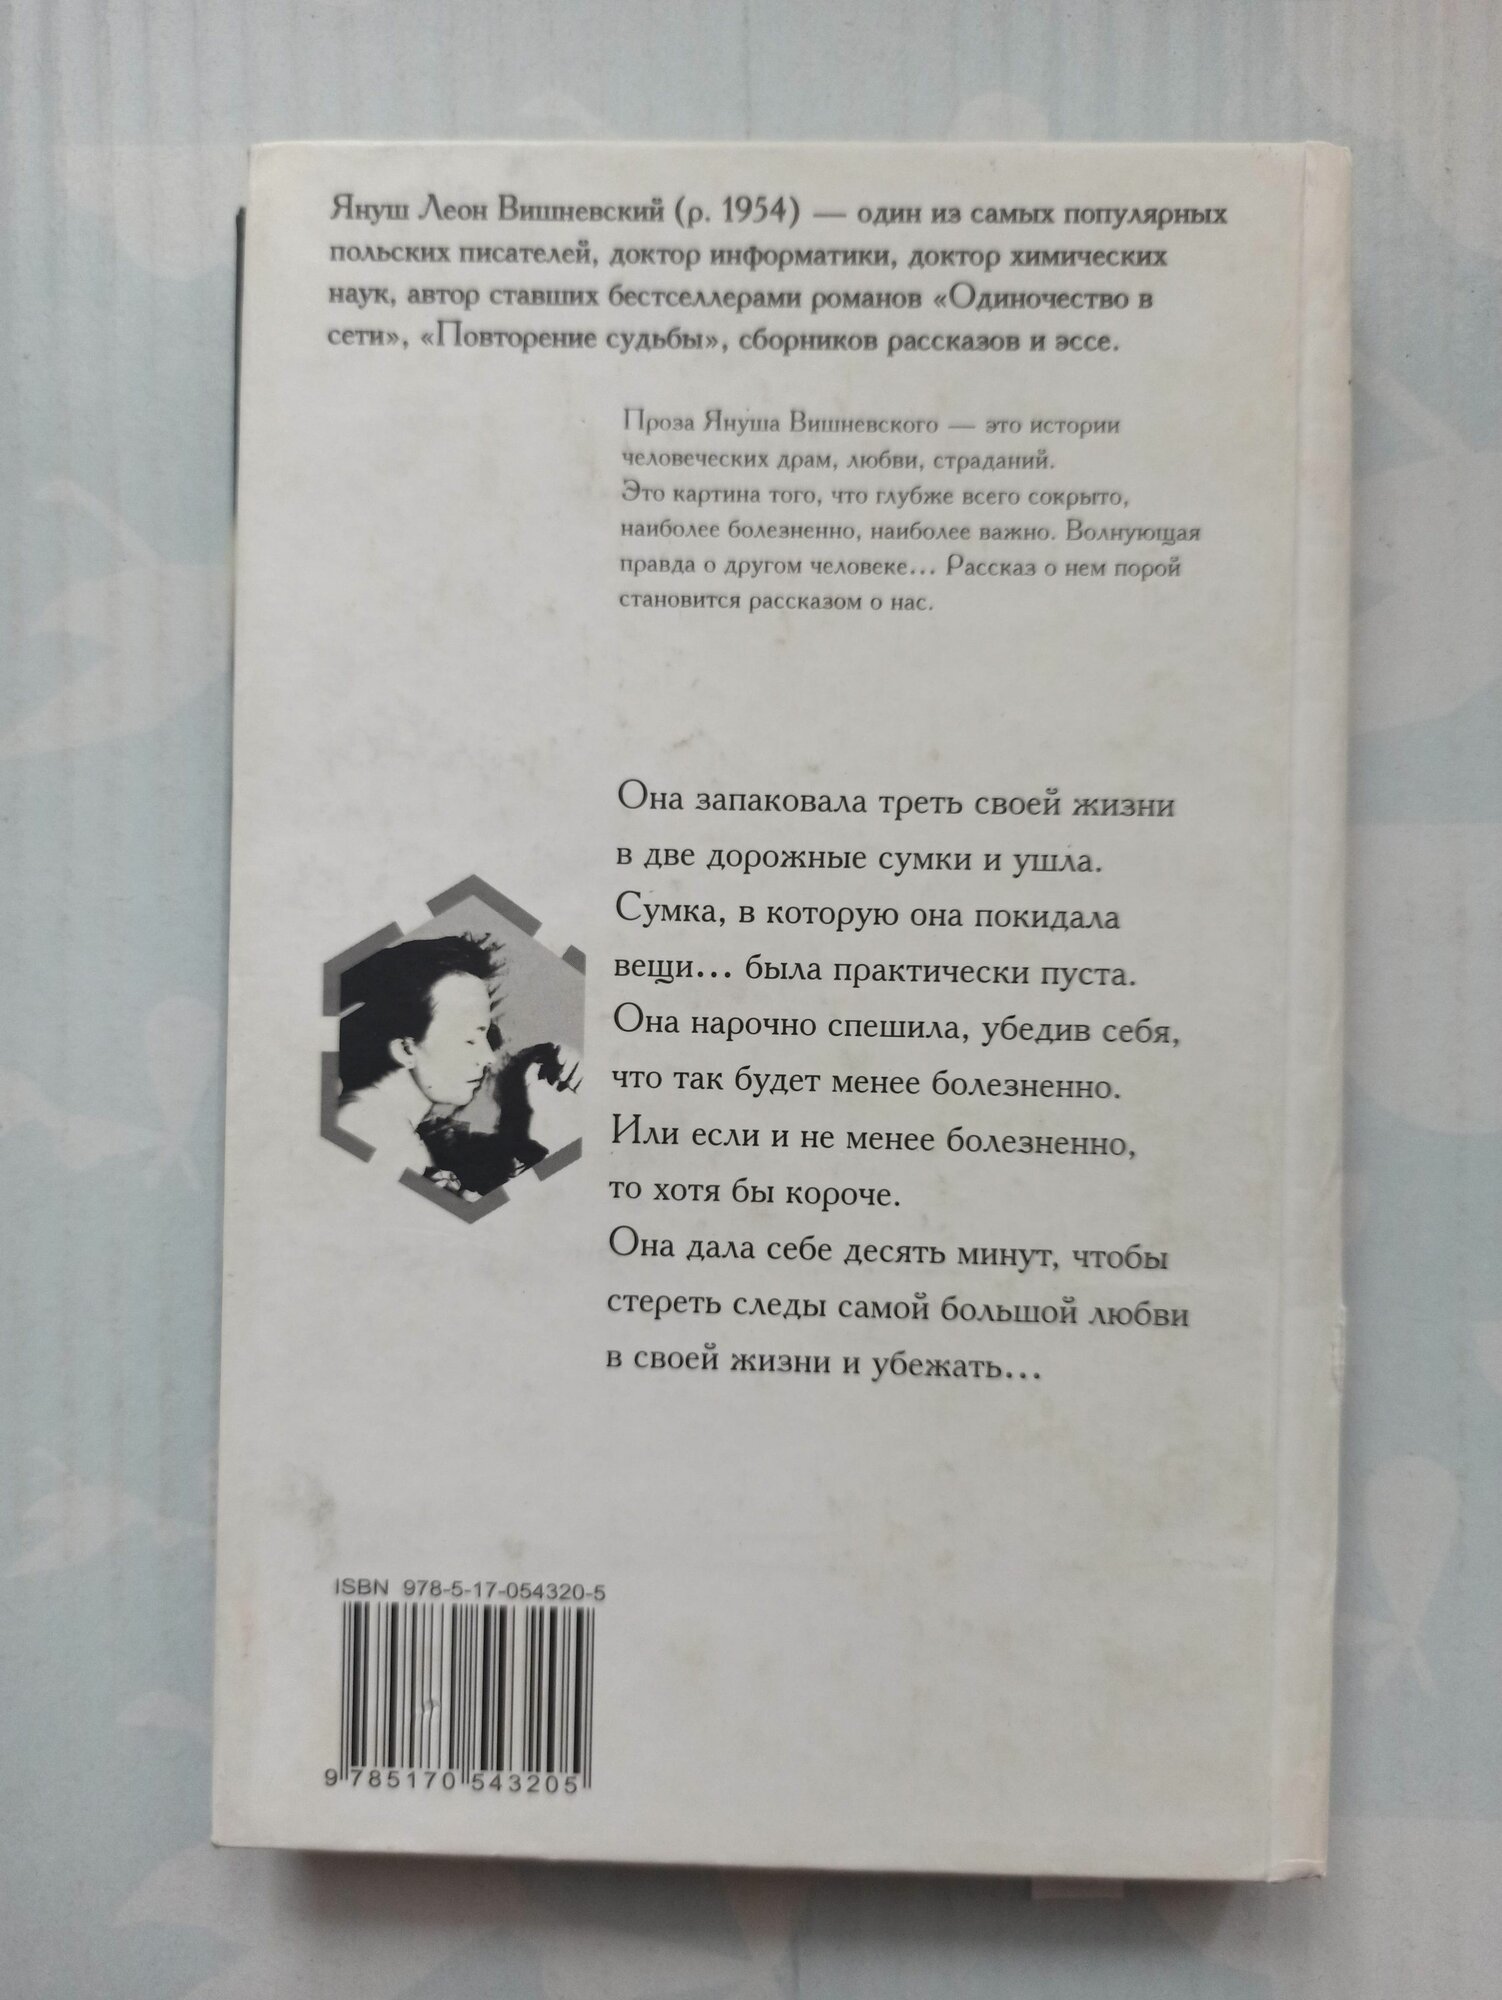 Януш Леон Вишневский (р. 1954) — один из самых популярных
польских писателей, доктор информатики, доктор химических
наук, автор ставших бестселлерами романов «Одиночество в
сети», «Повторение судьбы», сборников рассказов и эссе.
Проза Януша Вишневского — это истории
человеческих драм, любви, страданий.
Это картина того, что глубже всего сокрыто,
наиболее болезненно, наиболее важно. Волнующая
правда о другом человеке... Рассказ о нем порой
становится рассказом о нас.
Она запаковала треть своей жизни
в две дорожные сумки и ушла.
Сумка, в которую она покидала
вещи... была практически пуста.
Она нарочно спешила, убедив себя,
что так будет менее болезненно.
Или если и не менее болезненно,
то хотя бы короче.
Она дала себе десять минут, чтобы
стереть следы самой большой любви
в своей жизни и убежать...
ISBN 978-5-17-054320-5
9 785170 543205